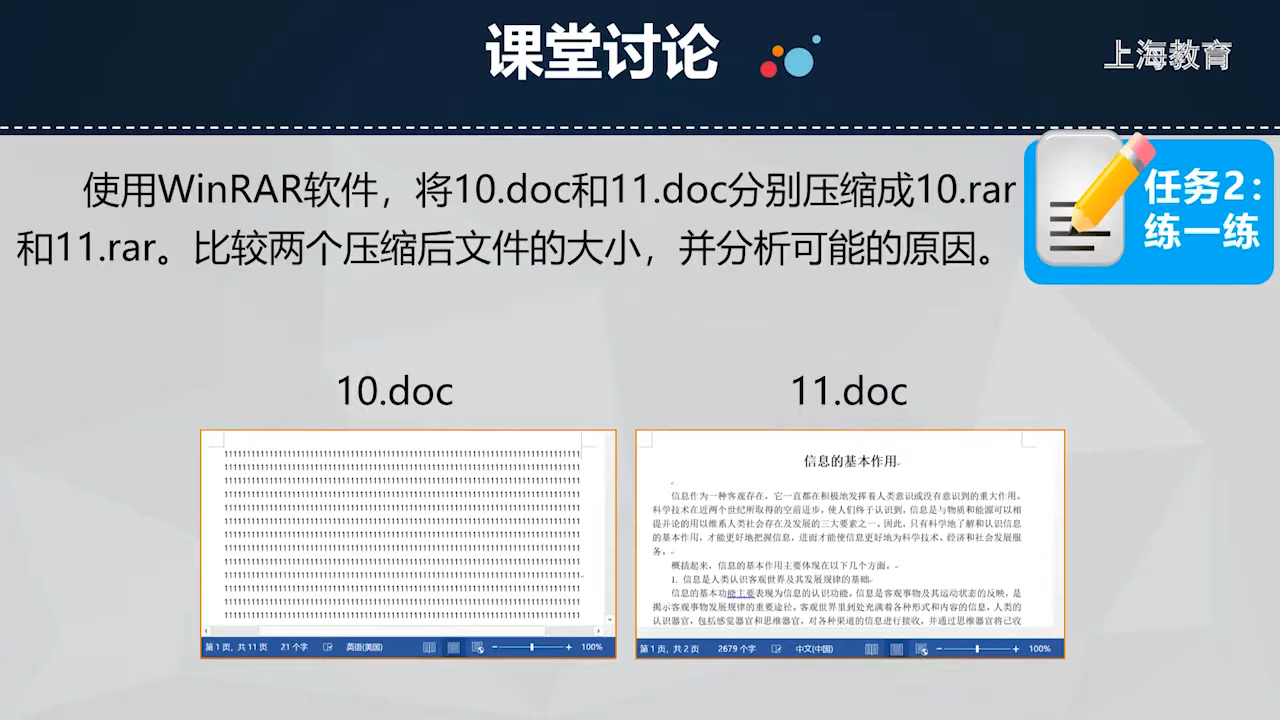 课堂讨论
上海教育
使用WinRAR软件，将10.doc和11.doc分别压缩成10.rar
和11.rar。比较两个压缩后文件的大小，并分析可能的原因。
任务2：
练一练
10.doc
11.doc
第1页，共11页 21个字 英语(美国) 100%
信息的基本作用
信息作为一种客观存在，它一直都在积极地发挥着人类意识或没有意识到的重大作用。
科学技术在近两个世纪所取得的空前进步，使人们终于认识到，信息是与物质和能源可以相
提并论的用以维系人类社会存在及发展的三大要素之一。因此，只有科学地了解和认识信息
的基本作用，才能更好地把握信息，进而才能使信息更好地为科学技术、经济和社会发展服
务。
概括起来，信息的基本作用主要体现在以下几个方面。
1. 信息是人类认识客观世界及其发展规律的基础
信息的基本功能主要表现为信息的认识功能。信息是客观事物及其运动状态的反映，是
揭示客观事物发展规律的重要途径，客观世界里到处充满着各种形式和内容的信息，人类的
认识器官，包括感觉器官和思维器官，对各种渠道的信息进行接收，并通过思维器官将已收
第1页，共2页 2679个字 中文(中国) 100%